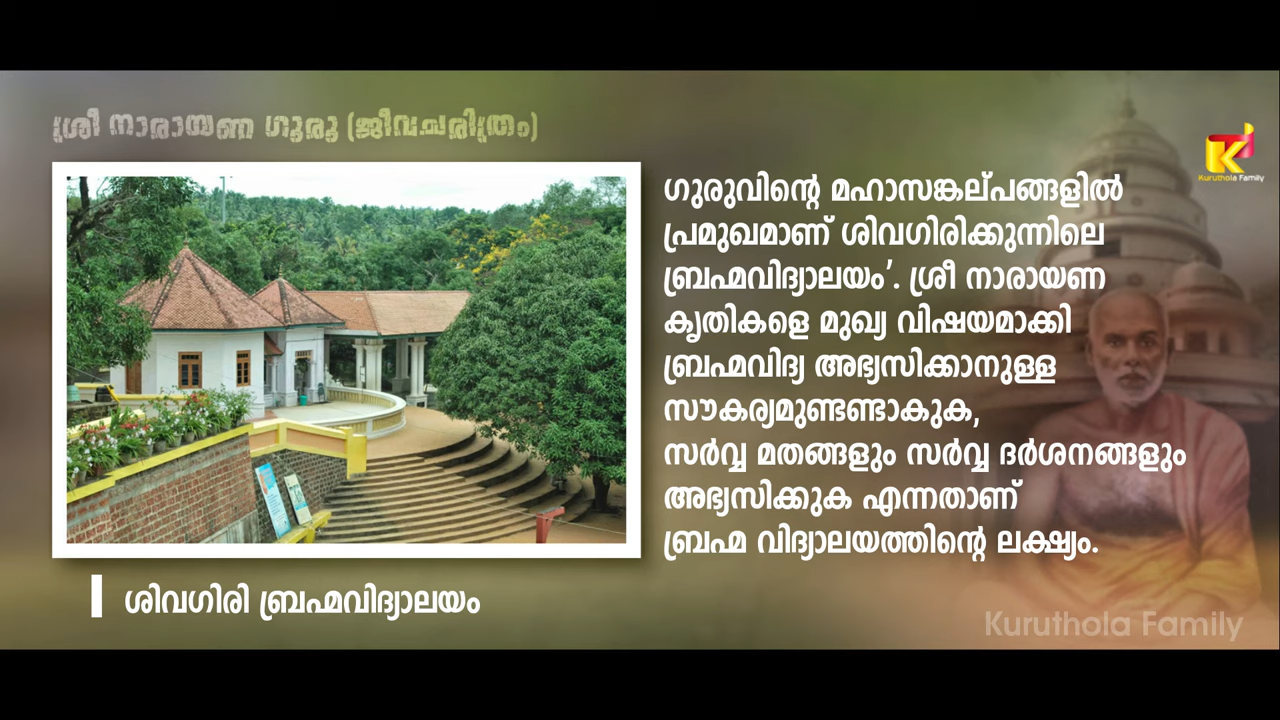 ശ്രീ നാരായണ ഗുരു (ജീവചരിത്രം)
Kuruthola Family
ഗുരുവിന്റെ മഹാസങ്കല്പങ്ങളിൽ
പ്രമുഖമാണ് ശിവഗിരിക്കുന്നിലെ
ബ്രഹ്മവിദ്യാലയം’. ശ്രീ നാരായണ
കൃതികളെ മുഖ്യ വിഷയമാക്കി
ബ്രഹ്മവിദ്യ അഭ്യസിക്കാനുള്ള
സൗകര്യമുണ്ടണ്ടാകുക,
സർവ്വ മതങ്ങളും സർവ്വ ദർശനങ്ങളും
അഭ്യസിക്കുക എന്നതാണ്
ബ്രഹ്മ വിദ്യാലയത്തിന്റെ ലക്ഷ്യം.
ശിവഗിരി ബ്രഹ്മവിദ്യാലയം
Kuruthola Family